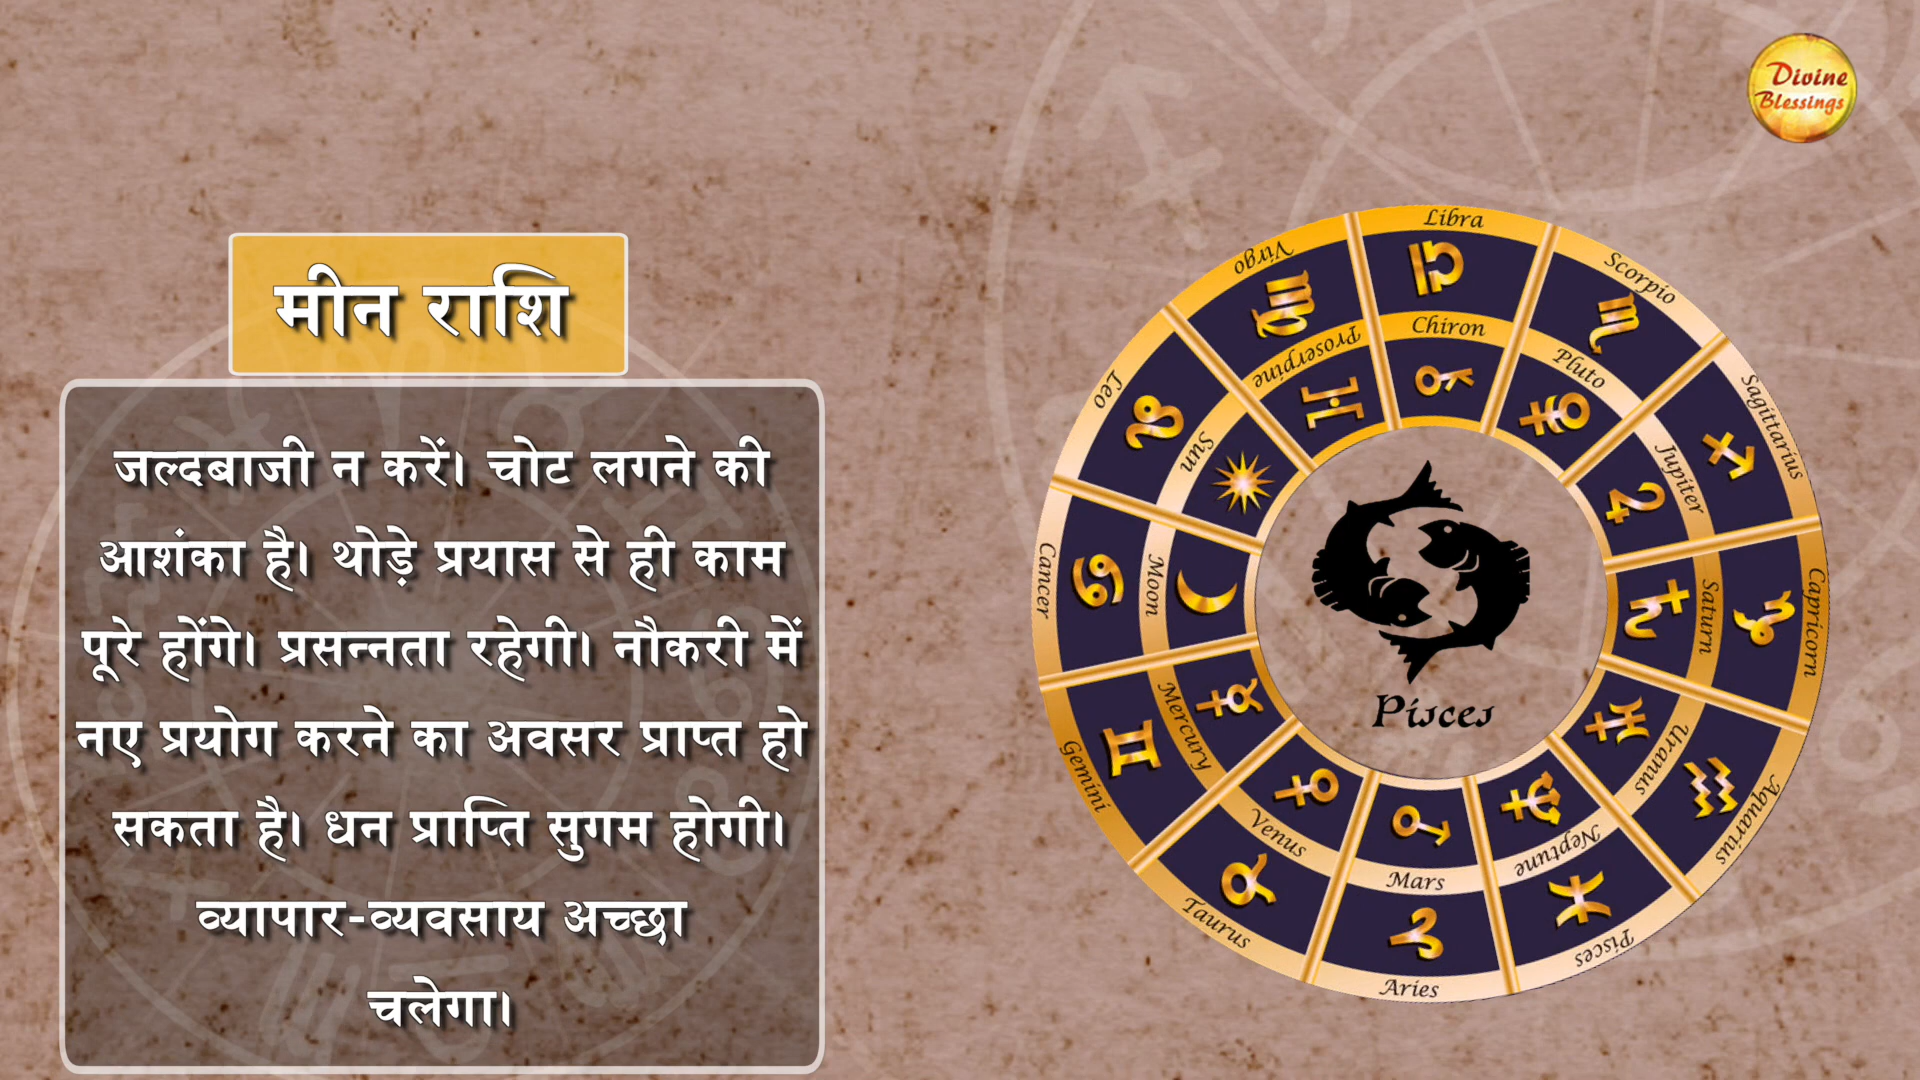 Divine
Blessings
मीन राशि
जल्दबाजी न करें। चोट लगने की
आशंका है। थोड़े प्रयास से ही काम
पूरे होंगे। प्रसन्नता रहेगी। नौकरी में
नए प्रयोग करने का अवसर प्राप्त हो
सकता है। धन प्राप्ति सुगम होगी।
व्यापार-व्यवसाय अच्छा
चलेगा।
Libra
Scorpio
Sagittarius
Capricorn
Aquarius
Pisces
Aries
Taurus
Gemini
Cancer
Leo
Virgo
Chiron
Pluto
Jupiter
Saturn
Uranus
Neptune
Mars
Venus
Mercury
Moon
Sun
Proserpine
Pisces